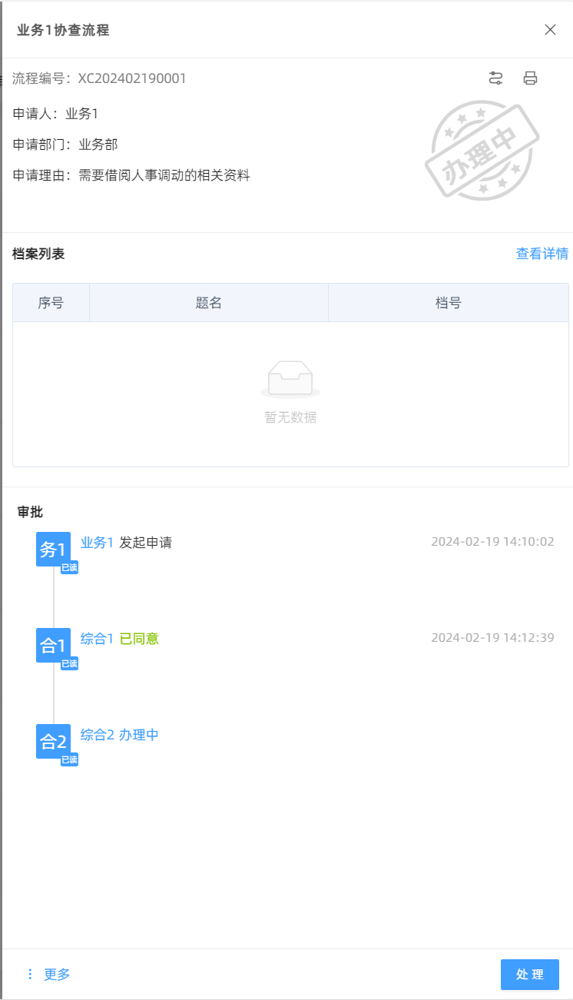 业务1协查流程
流程编号：XC202402190001
申请人：业务1
申请部门：业务部
申请理由：需要借阅人事调动的相关资料
办理中
档案列表 查看详情
序号 题名 档号
暂无数据
审批
务1 业务1 发起申请 2024-02-19 14:10:02
已读
合1 综合1 已同意 2024-02-19 14:12:39
已读
合2 综合2 办理中
已读
更多 处理